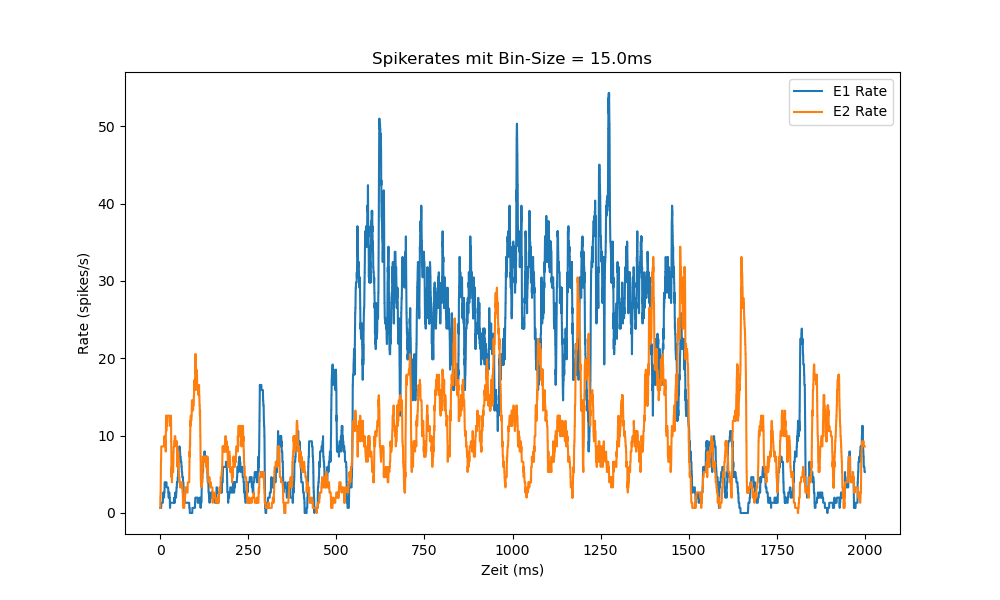 Spikerates mit Bin-Size = 15.0ms
E1 Rate
E2 Rate
50
40
30
20
10
0
Rate (spikes/s)
0 250 500 750 1000 1250 1500 1750 2000
Zeit (ms)